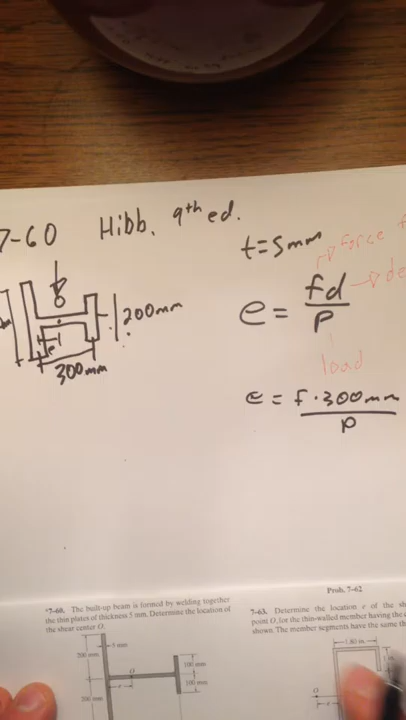 7-60 Hibb. 9th ed.
t=5mm
force
200mm
300mm
e
e = fd/P
load
e = f·300mm/P
Prob. 7-62
*7-60. The built-up beam is formed by welding together
the thin plates of thickness 5 mm. Determine the location of
the shear center O.
7-63. Determine the location e of the
point O, for the thin-walled member having the
shown. The member segments have the same
5 mm
200 mm
200 mm
100 mm
100 mm
O
e
1.80 in.
O
e